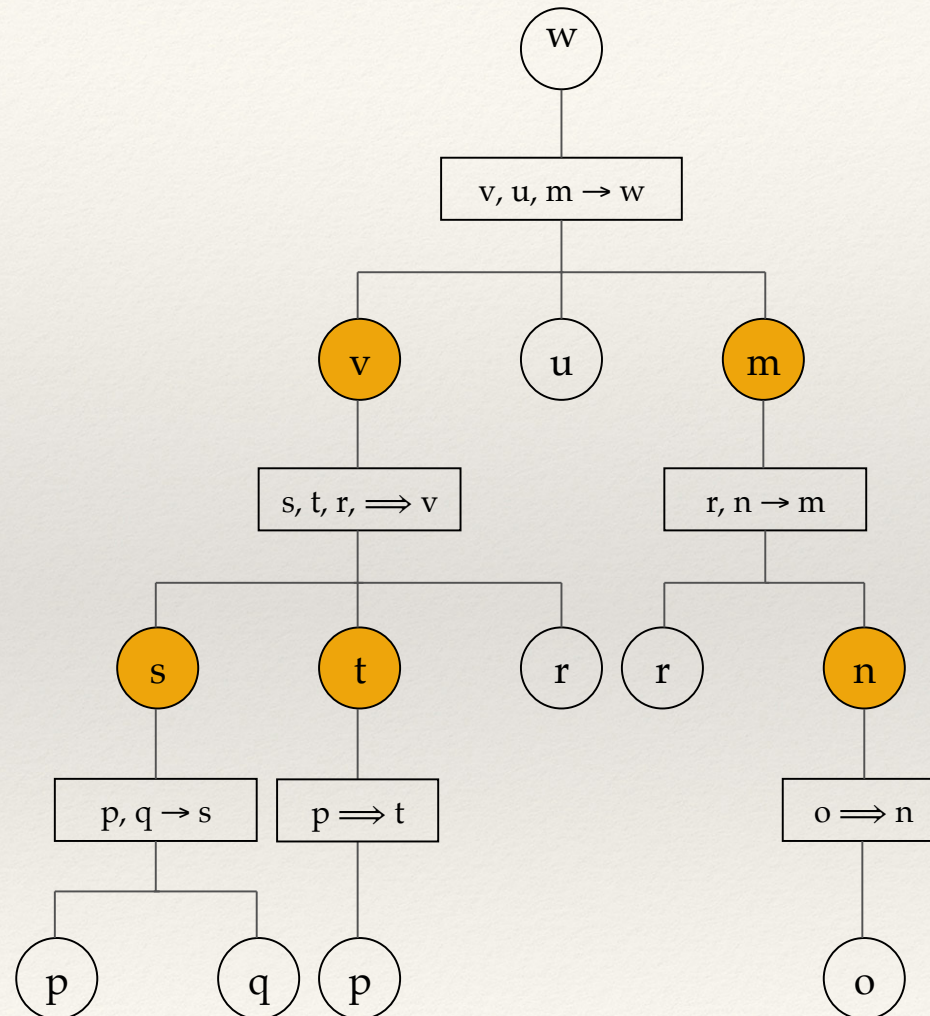 w
v, u, m → w
v u m
s, t, r, ⟹ v r, n → m
s t r r n
p, q → s p ⟹ t o ⟹ n
p q p o